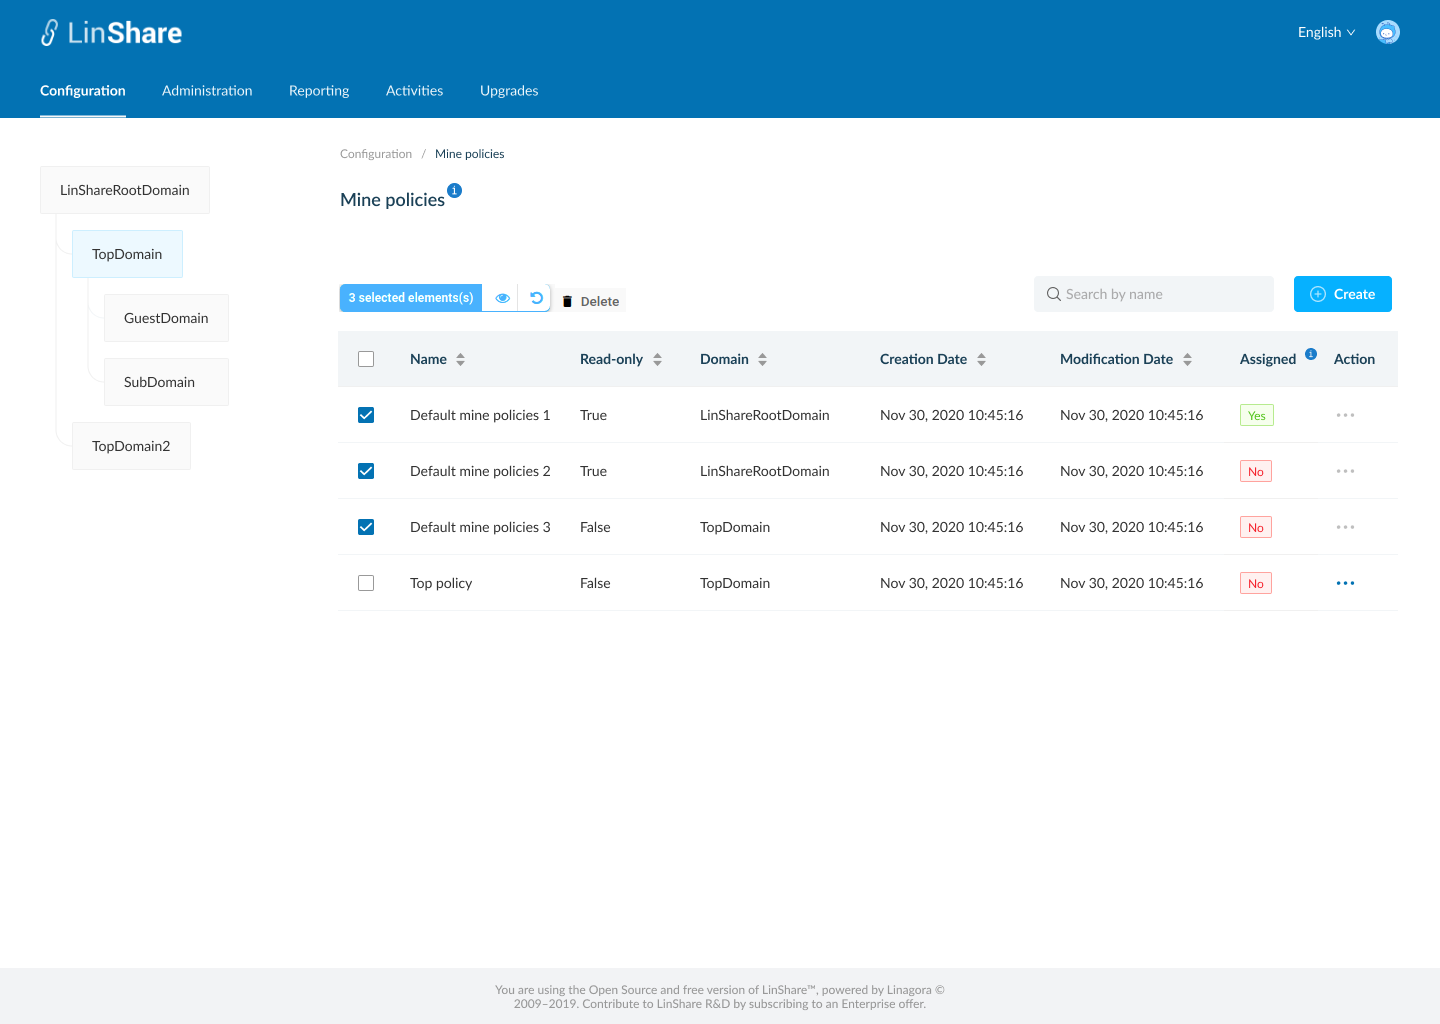 LinShare
English
Configuration Administration Reporting Activities Upgrades
LinShareRootDomain
TopDomain
GuestDomain
SubDomain
TopDomain2
Configuration / Mine policies
Mine policies i
3 selected elements(s) Delete
Search by name
Create
Name Read-only Domain Creation Date Modification Date Assigned i Action
Default mine policies 1 True LinShareRootDomain Nov 30, 2020 10:45:16 Nov 30, 2020 10:45:16 Yes
Default mine policies 2 True LinShareRootDomain Nov 30, 2020 10:45:16 Nov 30, 2020 10:45:16 No
Default mine policies 3 False TopDomain Nov 30, 2020 10:45:16 Nov 30, 2020 10:45:16 No
Top policy False TopDomain Nov 30, 2020 10:45:16 Nov 30, 2020 10:45:16 No
You are using the Open Source and free version of LinShare™, powered by Linagora ©
2009–2019. Contribute to LinShare R&D by subscribing to an Enterprise offer.